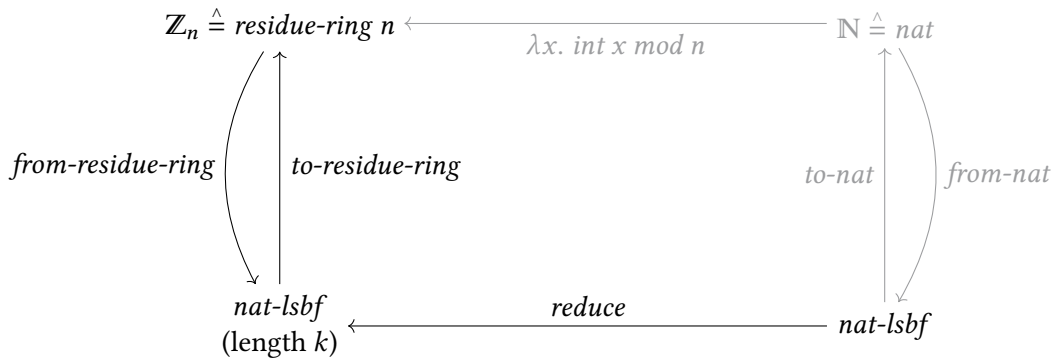 ℤₙ ≙ residue-ring n
λx. int x mod n
ℕ ≙ nat
from-residue-ring
to-residue-ring
to-nat
from-nat
nat-lsbf
(length k)
reduce
nat-lsbf